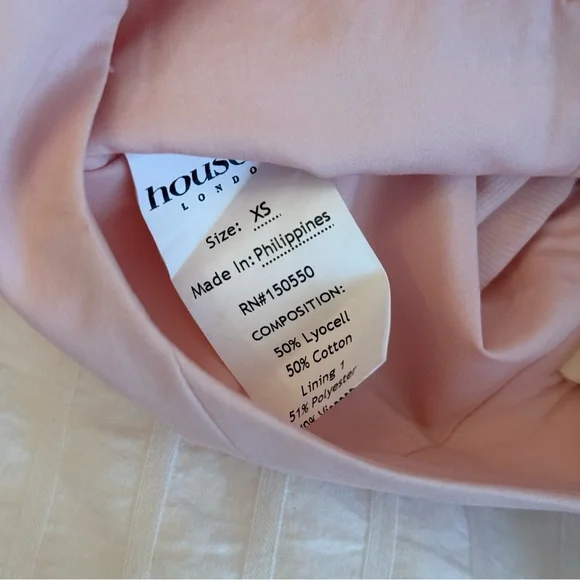 house
LONDO
Size: XS
Made In: Philippines
RN#150550
COMPOSITION:
50% Lyocell
50% Cotton
Lining 1
51% Polyester